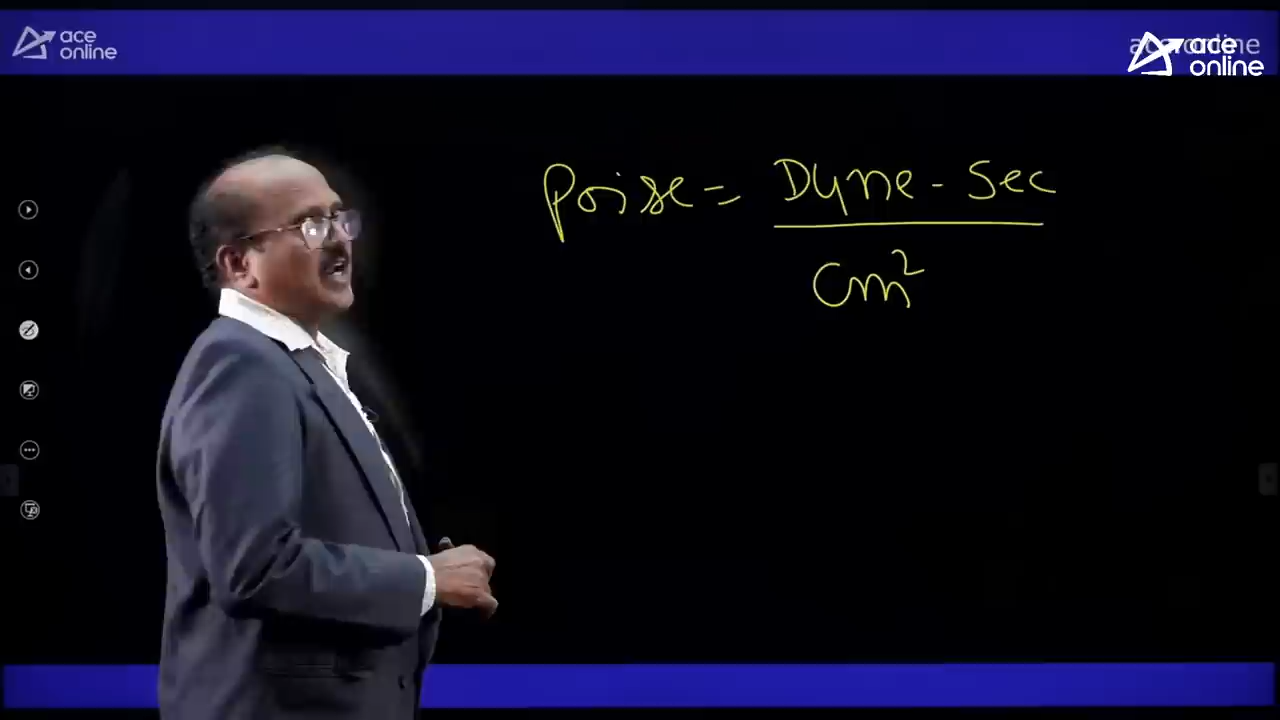 ace
online
ace
online
Poise = Dyne - Sec
cm²